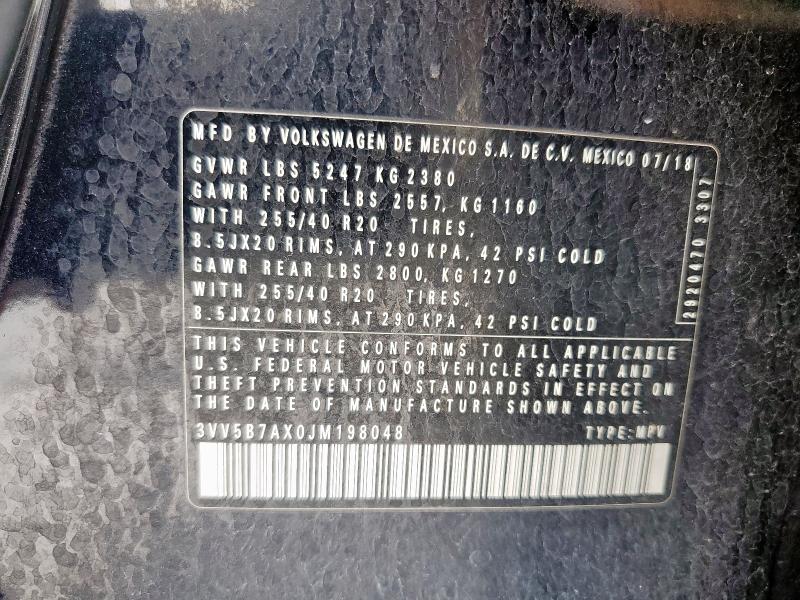 MFD BY VOLKSWAGEN DE MEXICO S.A. DE C.V. MEXICO 07/18
GVWR LBS 5247 KG 2380
GAWR FRONT LBS 2557, KG 1160
WITH 255/40 R20 TIRES,
8.5JX20 RIMS, AT 290 KPA, 42 PSI COLD
GAWR REAR LBS 2800, KG 1270
WITH 255/40 R20 TIRES,
8.5JX20 RIMS, AT 290 KPA, 42 PSI COLD
2920470 3307
THIS VEHICLE CONFORMS TO ALL APPLICABLE
U.S. FEDERAL MOTOR VEHICLE SAFETY AND
THEFT PREVENTION STANDARDS IN EFFECT ON
THE DATE OF MANUFACTURE SHOWN ABOVE.
3VV5B7AX0JM198048 TYPE:MPV